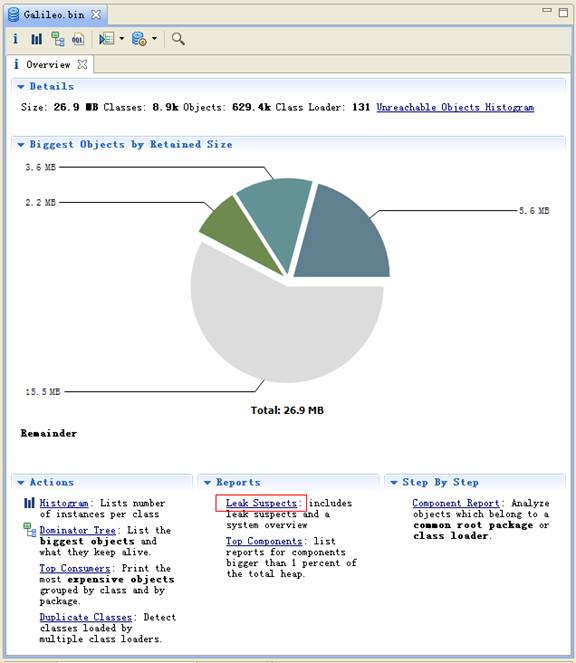 Galileo.bin
i
OQL
i Overview
Details
Size: 26.9 MB Classes: 8.9k Objects: 629.4k Class Loader: 131 Unreachable Objects Histogram
Biggest Objects by Retained Size
3.6 MB
2.2 MB
5.6 MB
15.5 MB
Total: 26.9 MB
Remainder
Actions
Histogram: Lists number
of instances per class
Dominator Tree: List the
biggest objects and
what they keep alive.
Top Consumers: Print the
most expensive objects
grouped by class and by
package.
Duplicate Classes: Detect
classes loaded by
multiple class loaders.
Reports
Leak Suspects: includes
leak suspects and a
system overview
Top Components: list
reports for components
bigger than 1 percent of
the total heap.
Step By Step
Component Report: Analyze
objects which belong to a
common root package or
class loader.